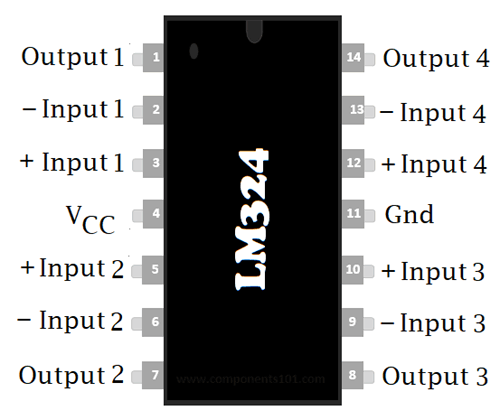 Output 1 1 14 Output 4
− Input 1 2 13 − Input 4
+ Input 1 3 12 + Input 4
VCC 4 11 Gnd
+ Input 2 5 10 + Input 3
− Input 2 6 9 − Input 3
Output 2 7 8 Output 3
LM324
www.components101.com